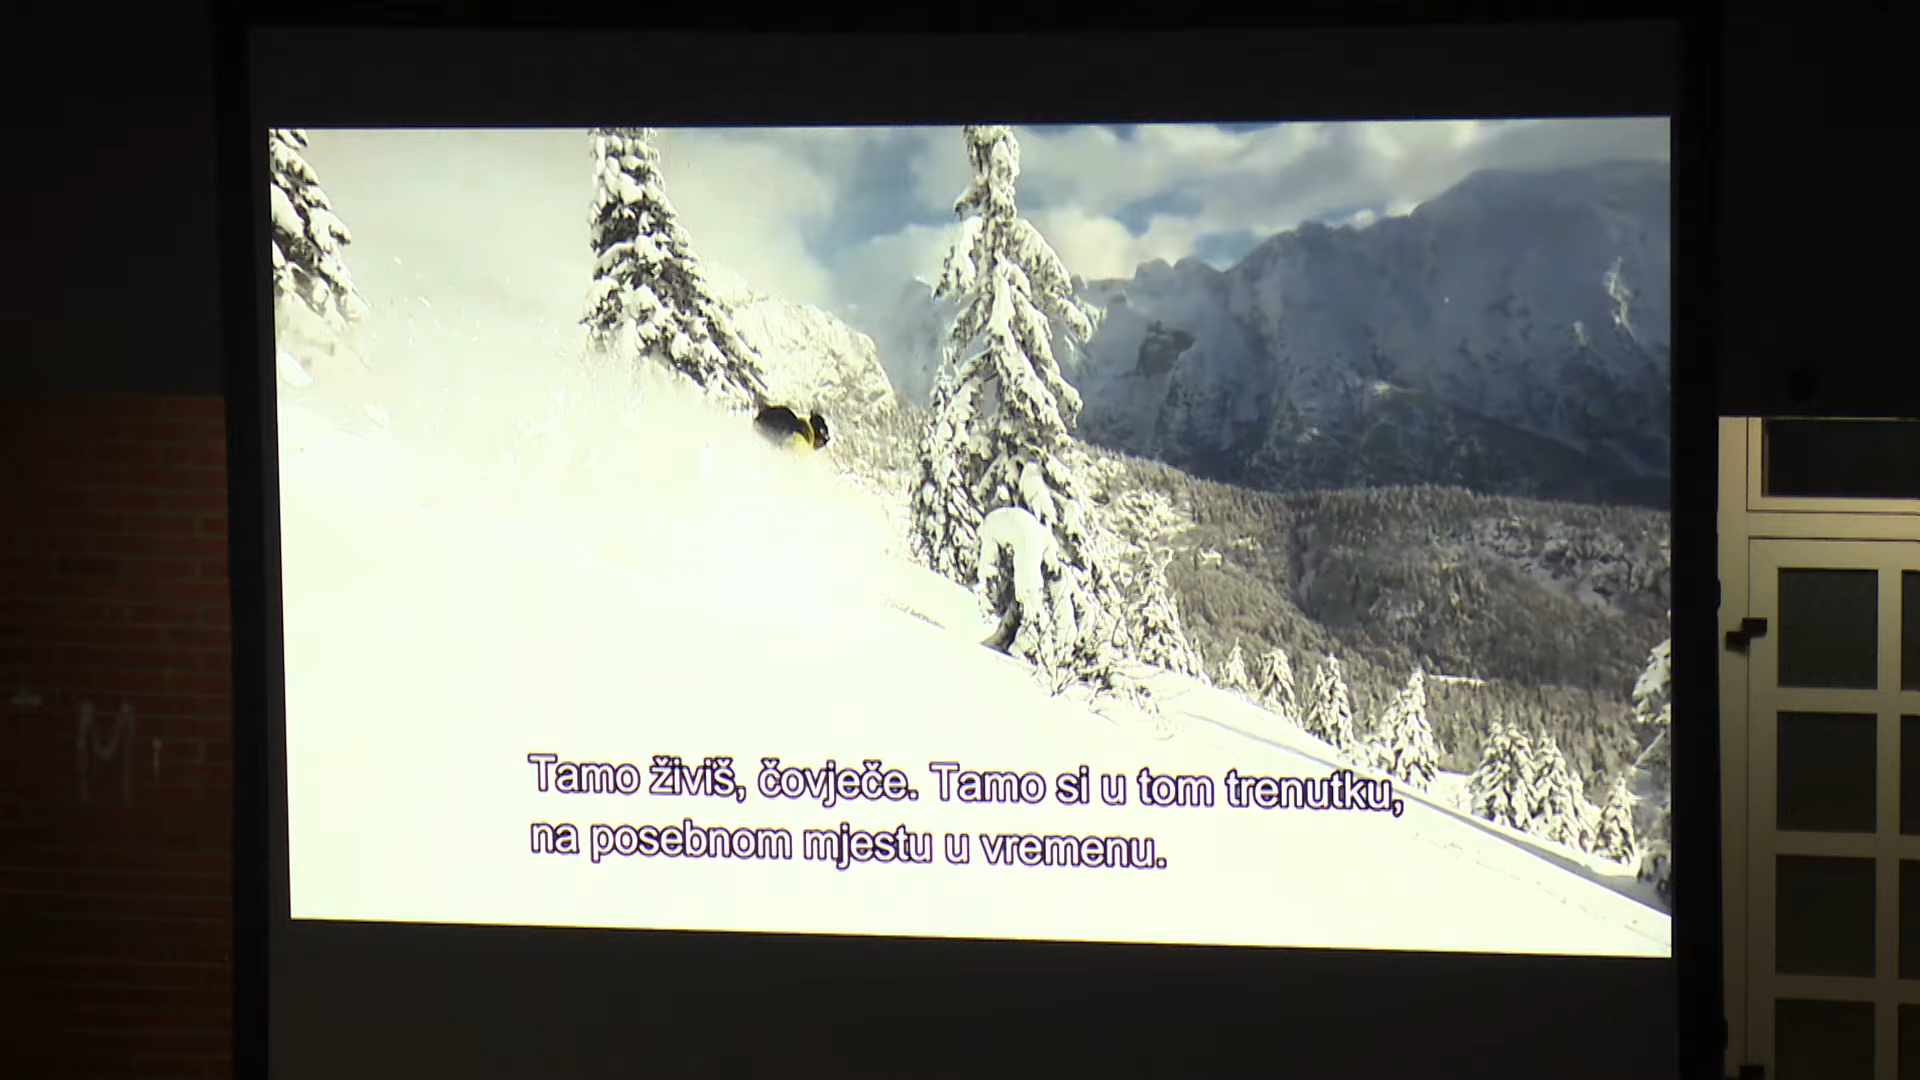 Tamo živiš, čovječe. Tamo si u tom trenutku,
na posebnom mjestu u vremenu.